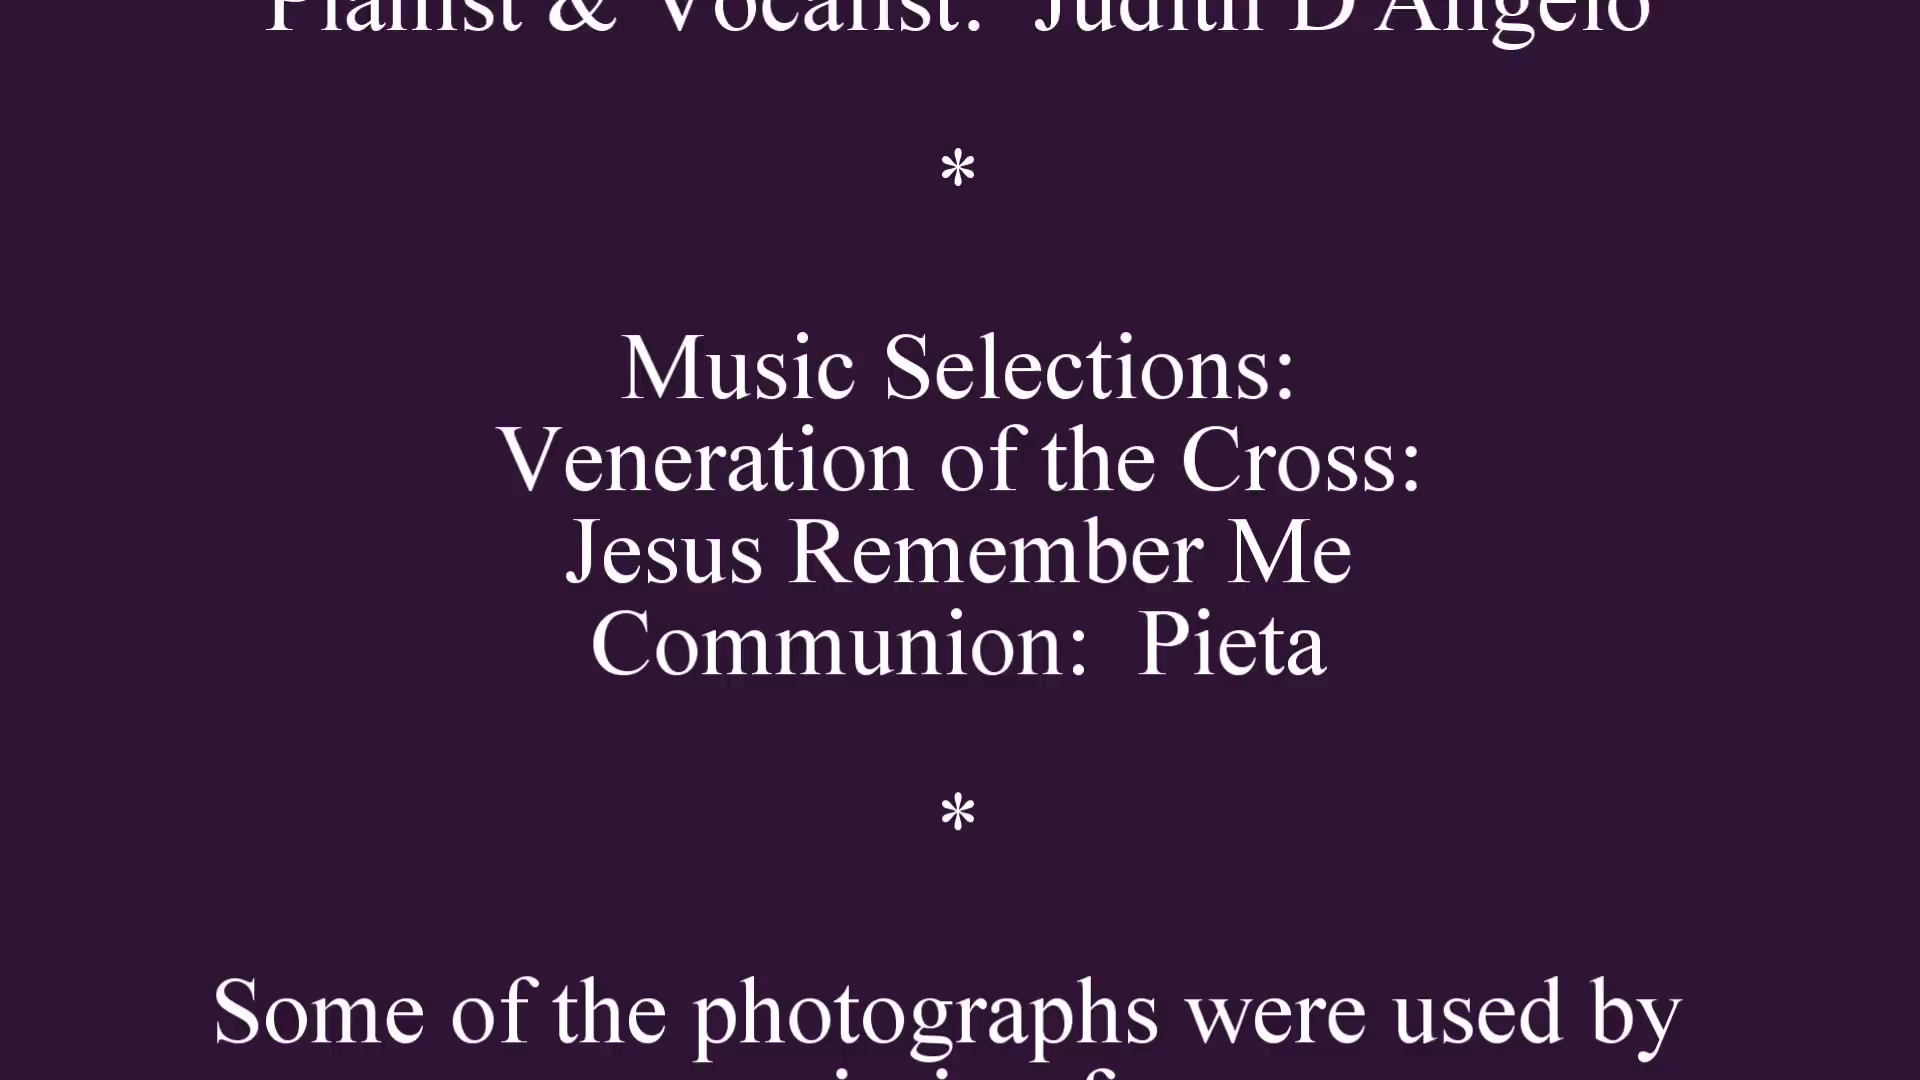 Pianist & Vocalist:  Judith D'Angelo
*
Music Selections:
Veneration of the Cross:
Jesus Remember Me
Communion:  Pieta
*
Some of the photographs were used by